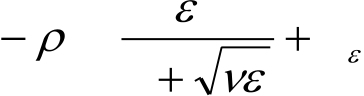 − ρ ε / ( + √νε ) + ε